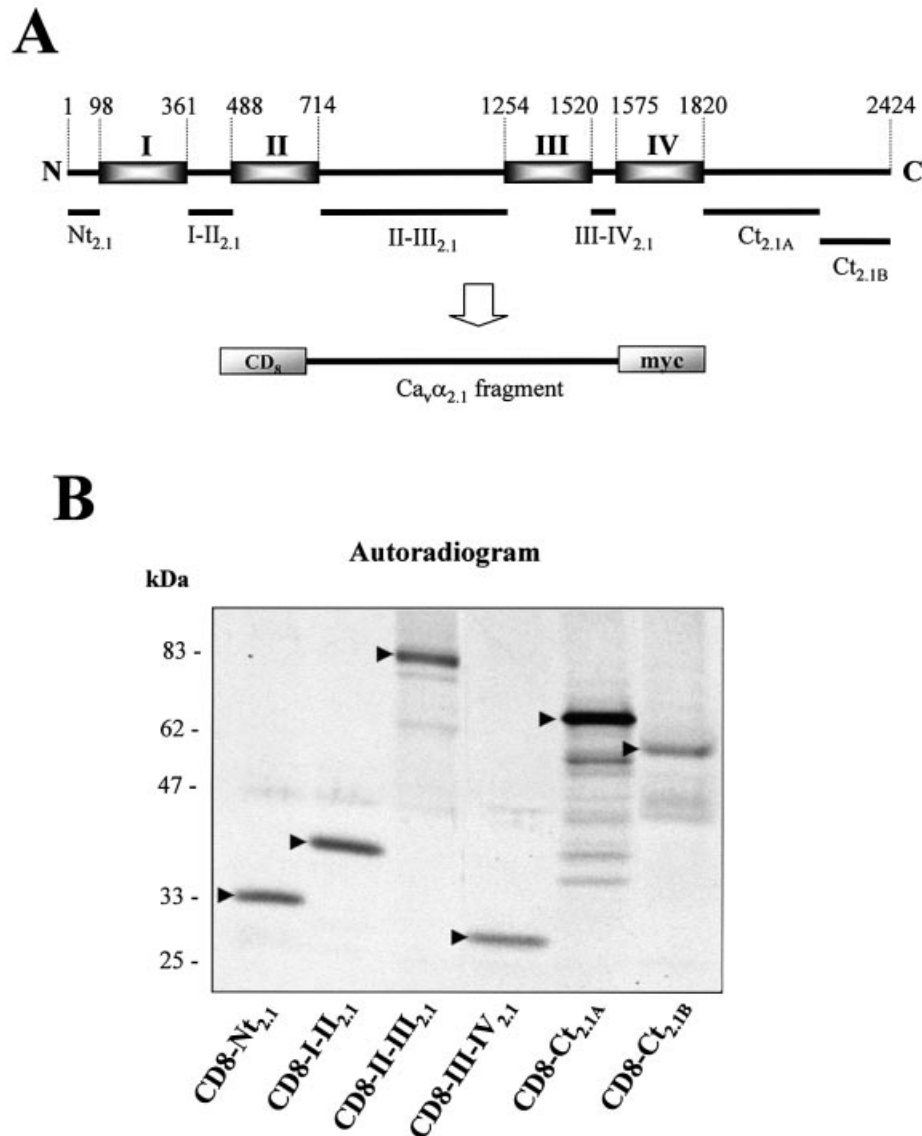 A
1 98 361 488 714 1254 1520 1575 1820 2424
I II III IV
N C
Nt2.1 I-II2.1 II-III2.1 III-IV2.1 Ct2.1A
Ct2.1B
CD8 myc
Cavα2.1 fragment
B
Autoradiogram
kDa
83 -
62 -
47 -
33 -
25 -
CD8-Nt2.1
CD8-I-II2.1
CD8-II-III2.1
CD8-III-IV2.1
CD8-Ct2.1A
CD8-Ct2.1B